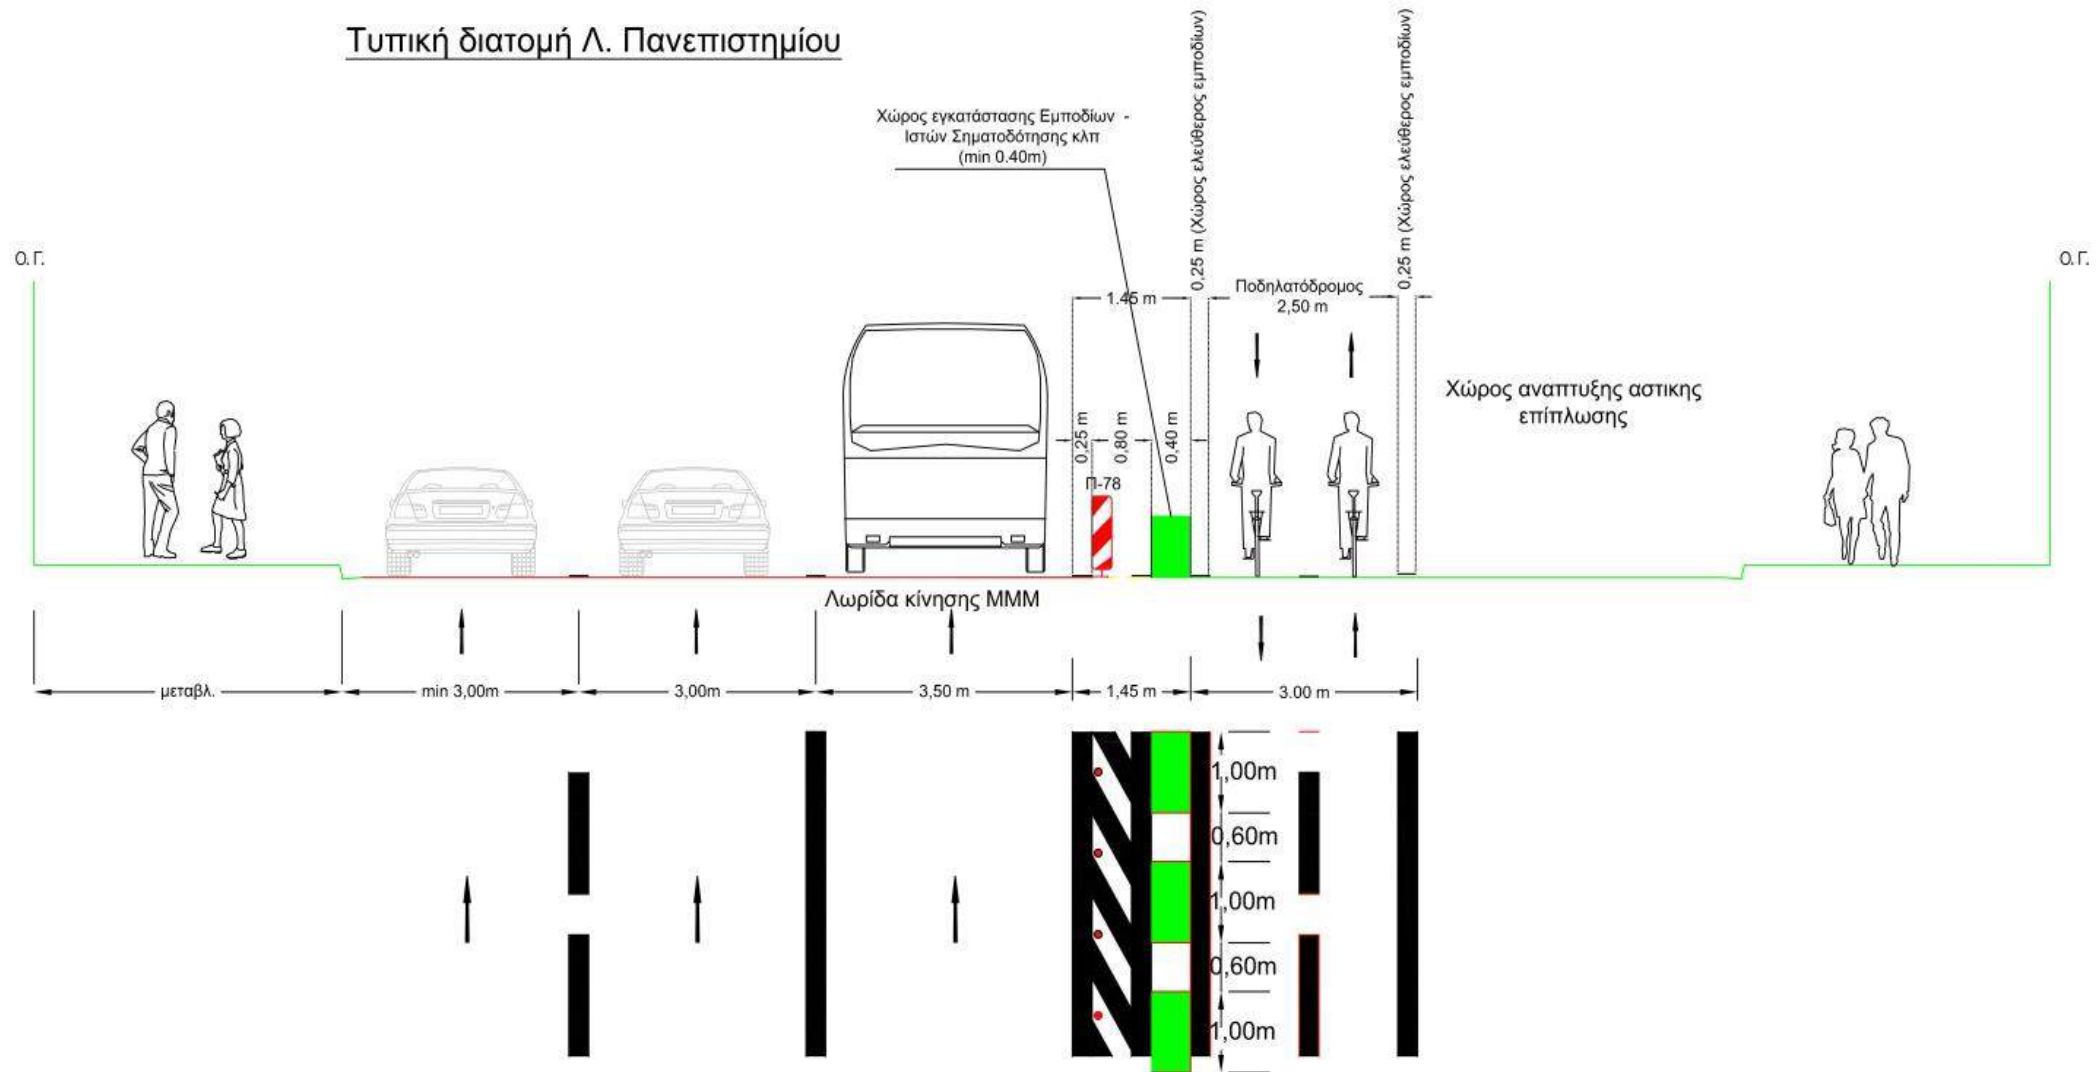 Τυπική διατομή Λ. Πανεπιστημίου
Χώρος εγκατάστασης Εμποδίων -
Ιστών Σηματοδότησης κλπ
(min 0.40m)
0,25 m (Χώρος ελεύθερος εμποδίων)
0,25 m (Χώρος ελεύθερος εμποδίων)
Ο.Γ.
Ο.Γ.
1.45 m
Ποδηλατόδρομος
2,50 m
Χώρος αναπτυξης αστικης
επίπλωσης
0,25 m
0,80 m
0,40 m
Π-78
Λωρίδα κίνησης ΜΜΜ
μεταβλ.
min 3,00m
3,00m
3,50 m
1,45 m
3.00 m
1,00m
0,60m
1,00m
0,60m
1,00m